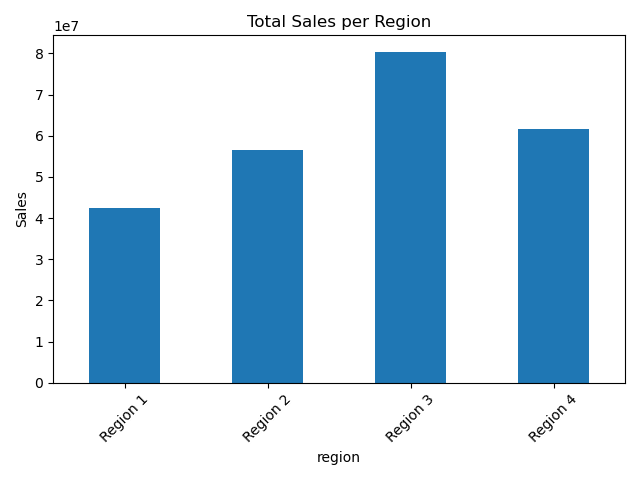 Total Sales per Region
1e7
8
7
6
5
4
3
2
1
0
Sales
Region 1
Region 2
Region 3
Region 4
region